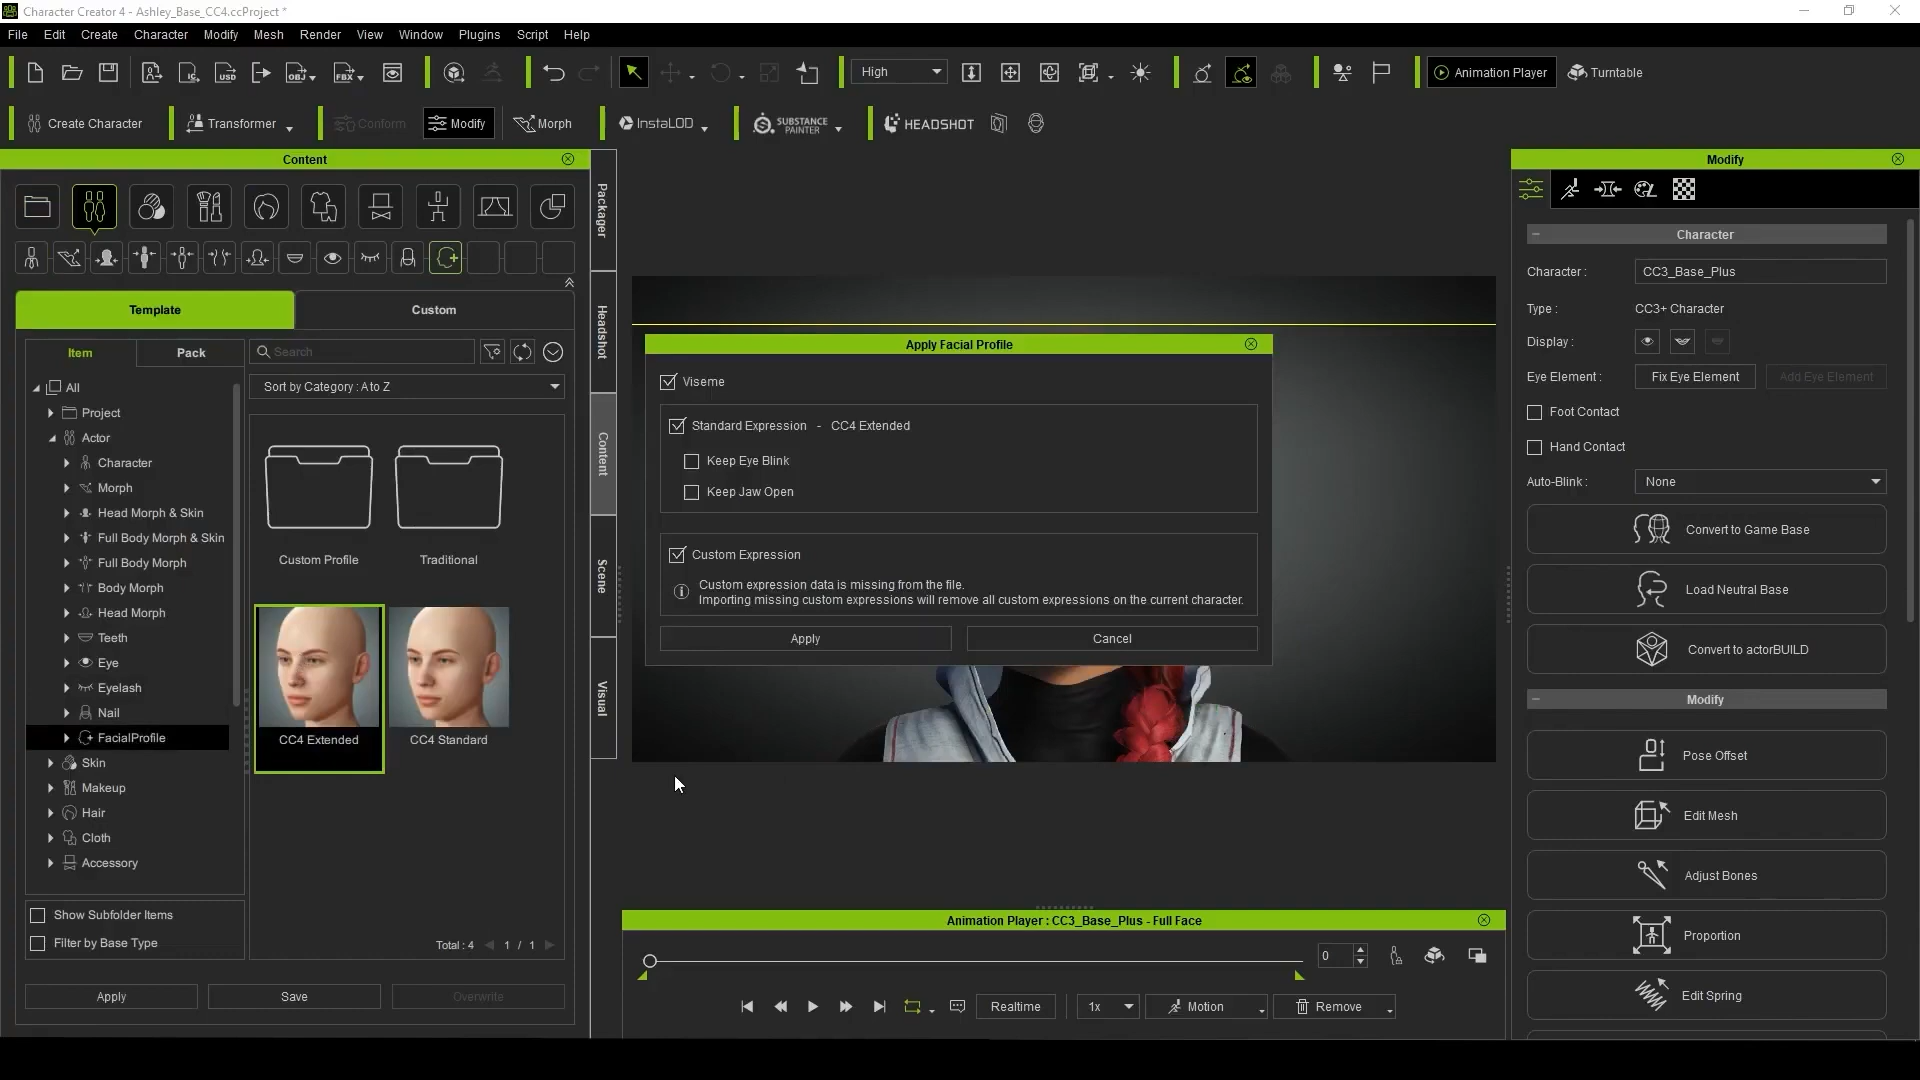 Character Creator 4 - Ashley_Base_CC4.ccProject *
File Edit Create Character Modify Mesh Render View Window Plugins Script Help
iC USD OBJ FBX High Animation Player Turntable
Create Character Transformer Conform Modify Morph InstaLOD SUBSTANCE PAINTER HEADSHOT
Content
Template Custom
Item Pack Search
Sort by Category : A to Z
All
Project
Actor
Character
Morph
Head Morph & Skin
Full Body Morph & Skin
Full Body Morph
Body Morph
Head Morph
Teeth
Eye
Eyelash
Nail
FacialProfile
Skin
Makeup
Hair
Cloth
Accessory
Custom Profile Traditional
CC4 Extended CC4 Standard
Show Subfolder Items
Filter by Base Type
Total : 4 1 / 1
Apply Save Overwrite
Packager
Headshot
Content
Scene
Visual
Apply Facial Profile
Viseme
Standard Expression - CC4 Extended
Keep Eye Blink
Keep Jaw Open
Custom Expression
Custom expression data is missing from the file.
Importing missing custom expressions will remove all custom expressions on the current character.
Apply Cancel
Animation Player : CC3_Base_Plus - Full Face
0
Realtime 1x Motion Remove
Modify
Character
Character : CC3_Base_Plus
Type : CC3+ Character
Display :
Eye Element : Fix Eye Element Add Eye Element
Foot Contact
Hand Contact
Auto-Blink : None
Convert to Game Base
Load Neutral Base
Convert to actorBUILD
Modify
Pose Offset
Edit Mesh
Adjust Bones
Proportion
Edit Spring